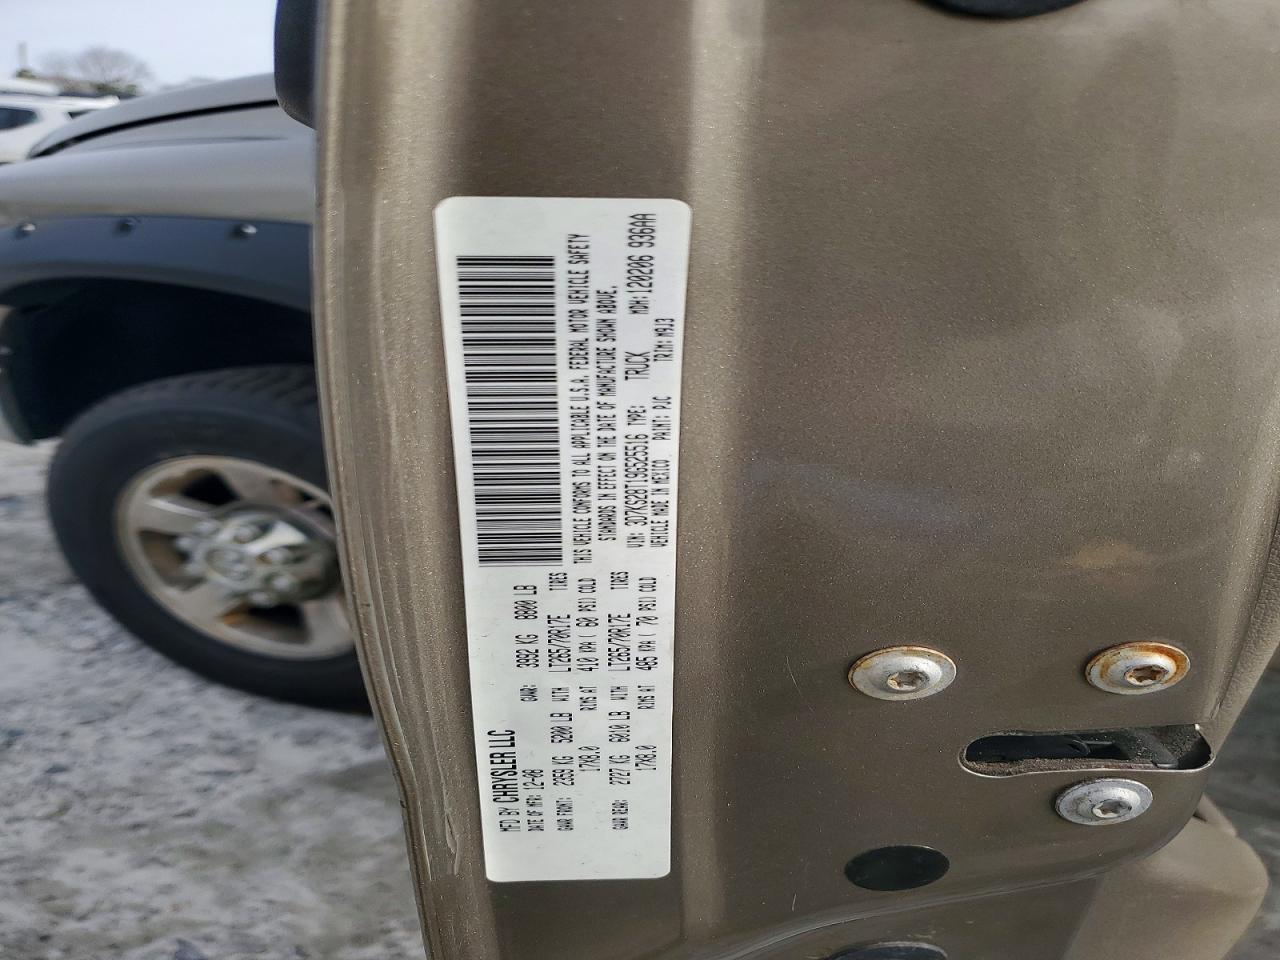 MFD BY CHRYSLER LLC
DATE OF MFR: 12-08 GVWR: 3992 KG 8800 LB
GAWR FRONT: 2359 KG 5200 LB WITH LT265/70R17E TIRES
17X8.0 RIMS AT 410 KPA( 60 PSI) COLD
GAWR REAR: 2727 KG 6010 LB WITH LT265/70R17E TIRES
17X8.0 RIMS AT 485 KPA( 70 PSI) COLD
THIS VEHICLE CONFORMS TO ALL APPLICABLE U.S.A. FEDERAL MOTOR VEHICLE SAFETY
STANDARDS IN EFFECT ON THE DATE OF MANUFACTURE SHOWN ABOVE.
VIN: 3D7KS28T19G525516 TYPE: TRUCK MDH:120206 936AA
VEHICLE MADE IN MEXICO PAINT: PJC TRIM: M9J3